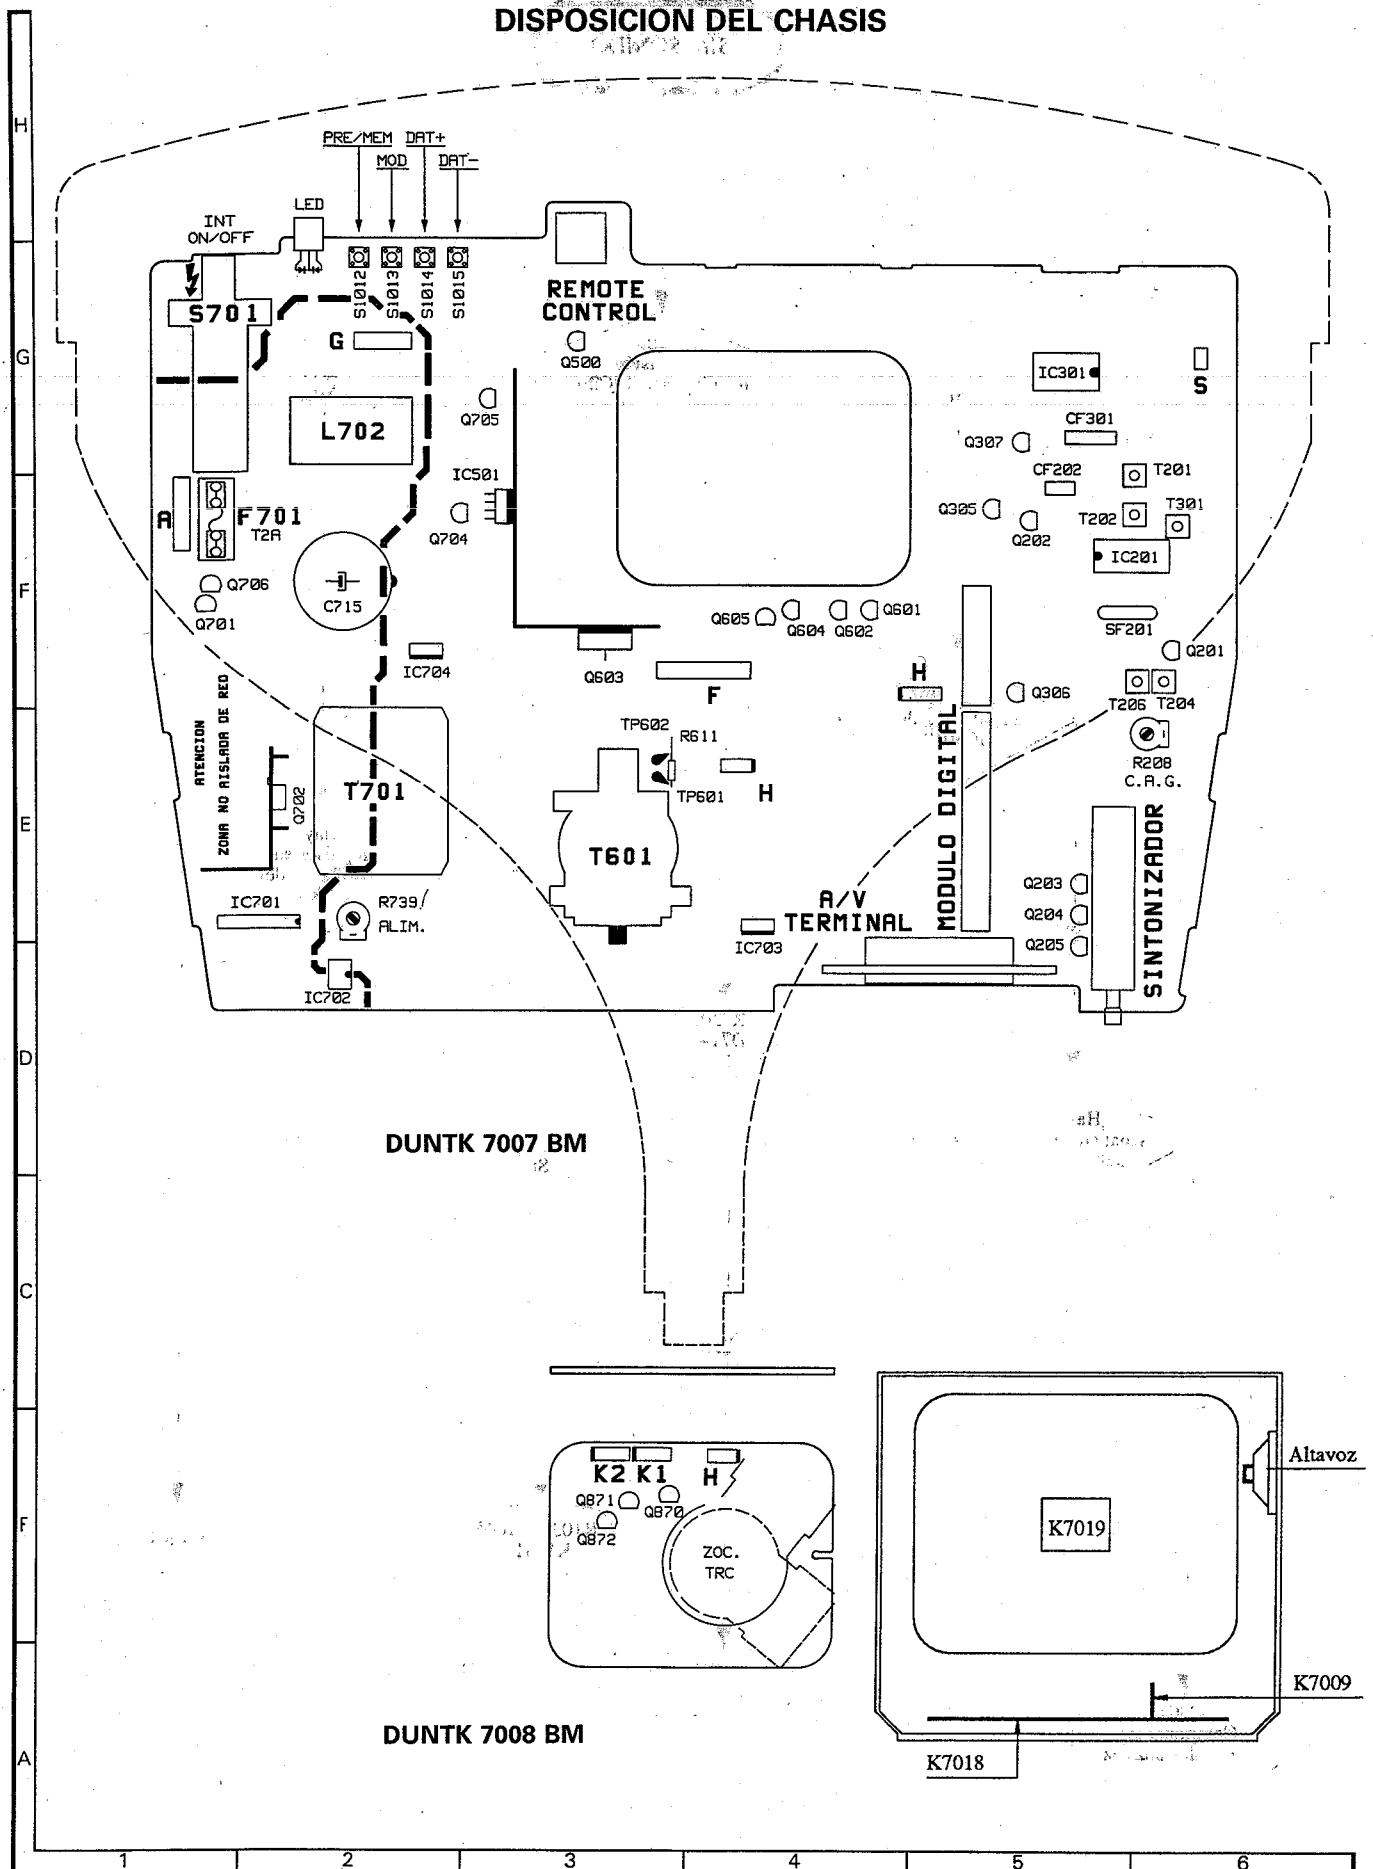 DISPOSICION DEL CHASIS
H
PRE/MEM DAT+
MOD DAT-
LED
INT
ON/OFF
S1012
S1013
S1014
S1015
REMOTE
CONTROL
S701
G
G
Q500
IC301
S
L702
Q705
CF301
Q307
IC501
CF202
T201
A
F701
T2A
Q704
Q305
Q202
T202
T301
IC201
F
Q706
C715
Q701
Q605
Q604
Q602
Q601
SF201
IC704
Q603
F
H
Q306
Q201
T206
T204
ATENCION
ZONA NO AISLADA DE RED
TP602
R611
TP601
H
R208
C.A.G.
Q702
T701
E
T601
MODULO DIGITAL
SINTONIZADOR
IC701
R739
ALIM.
A/V
TERMINAL
Q203
Q204
Q205
IC703
IC702
D
DUNTK 7007 BM
C
K2 K1 H
Altavoz
Q871
Q870
Q872
F
K7019
ZOC.
TRC
K7009
DUNTK 7008 BM
A
K7018
1 2 3 4 5 6